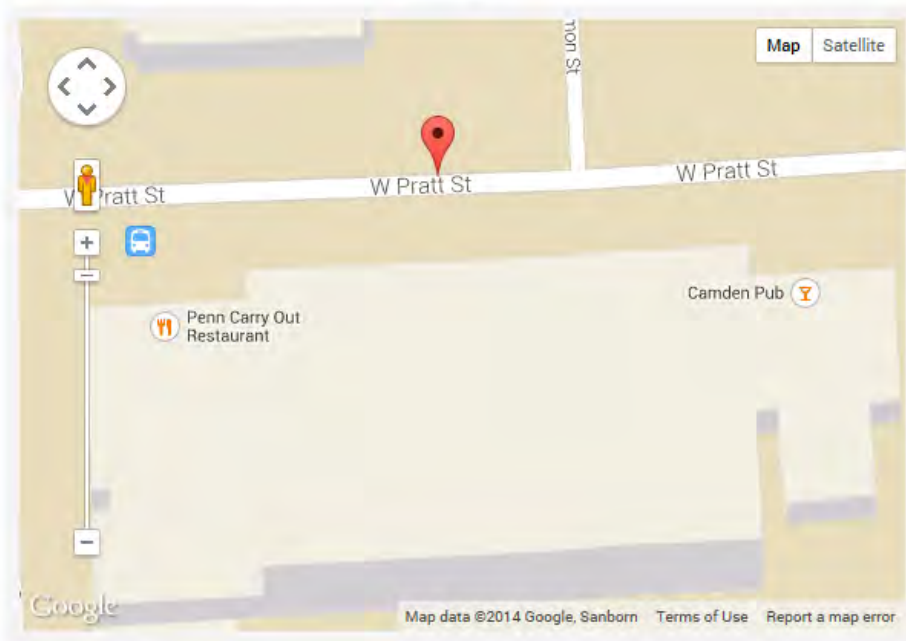 Map Satellite
mon St
W Pratt St
W Pratt St
W Pratt St
Camden Pub
Penn Carry Out
Restaurant
Google
Map data ©2014 Google, Sanborn Terms of Use Report a map error